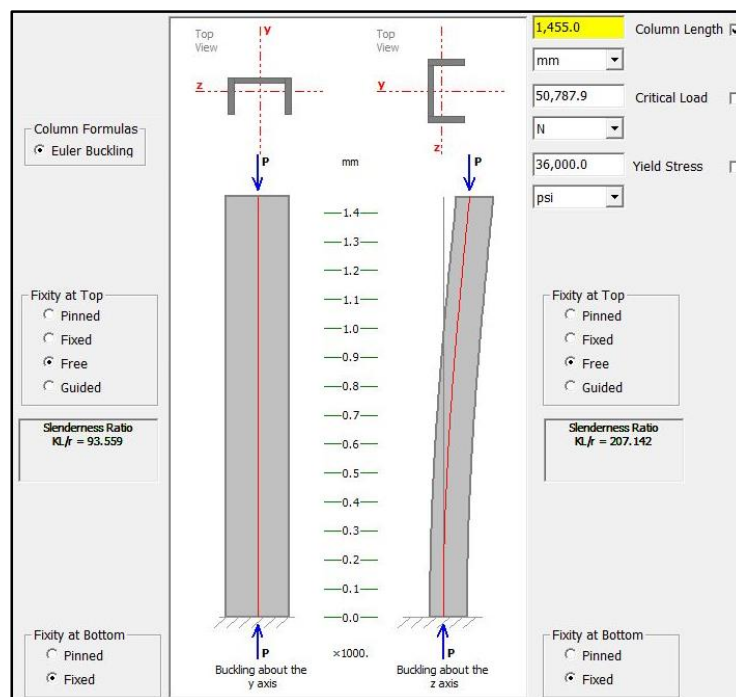 Column Formulas
Euler Buckling
Fixity at Top
Pinned
Fixed
Free
Guided
Slenderness Ratio
KL/r = 93.559
Fixity at Bottom
Pinned
Fixed
Top
View
y
z
P
P
Buckling about the
y axis
mm
1.4
1.3
1.2
1.1
1.0
0.9
0.8
0.7
0.6
0.5
0.4
0.3
0.2
0.1
0.0
×1000.
Top
View
y
z
P
P
Buckling about the
z axis
1,455.0 Column Length
mm
50,787.9 Critical Load
N
36,000.0 Yield Stress
psi
Fixity at Top
Pinned
Fixed
Free
Guided
Slenderness Ratio
KL/r = 207.142
Fixity at Bottom
Pinned
Fixed